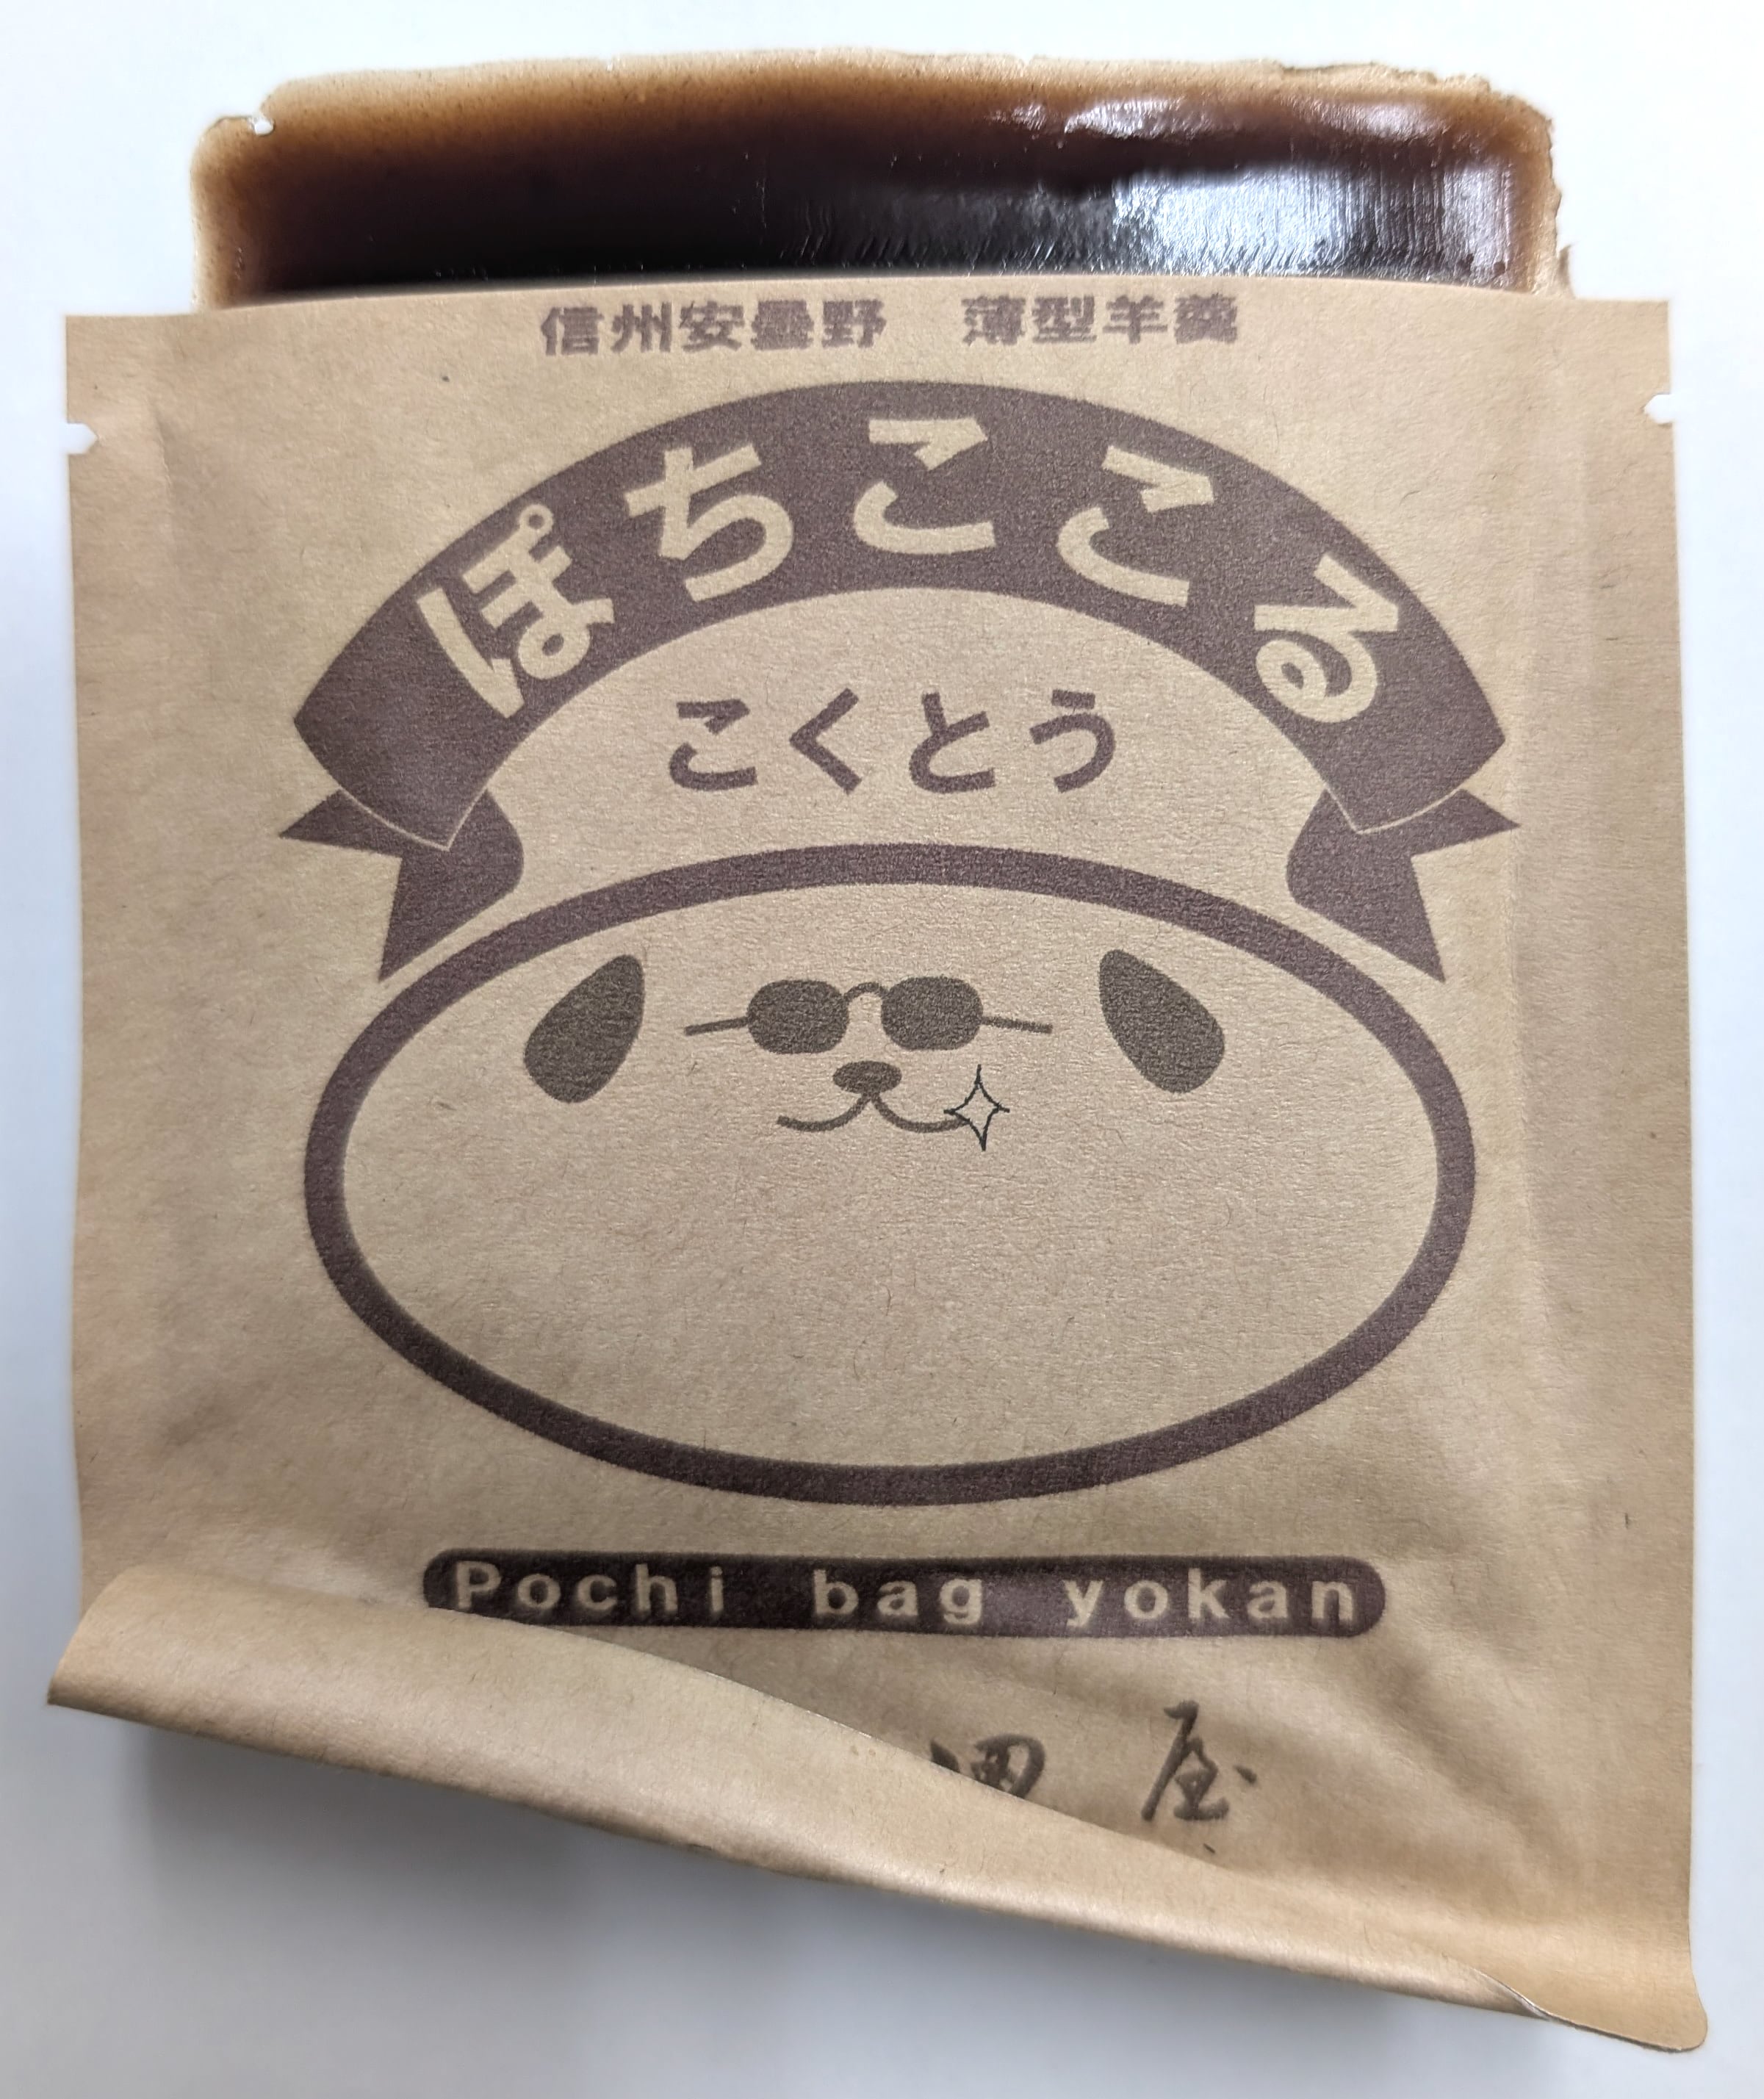 信州安曇野　薄型羊羹
ぽちこころ
こくとう
Pochi bag yokan
屋